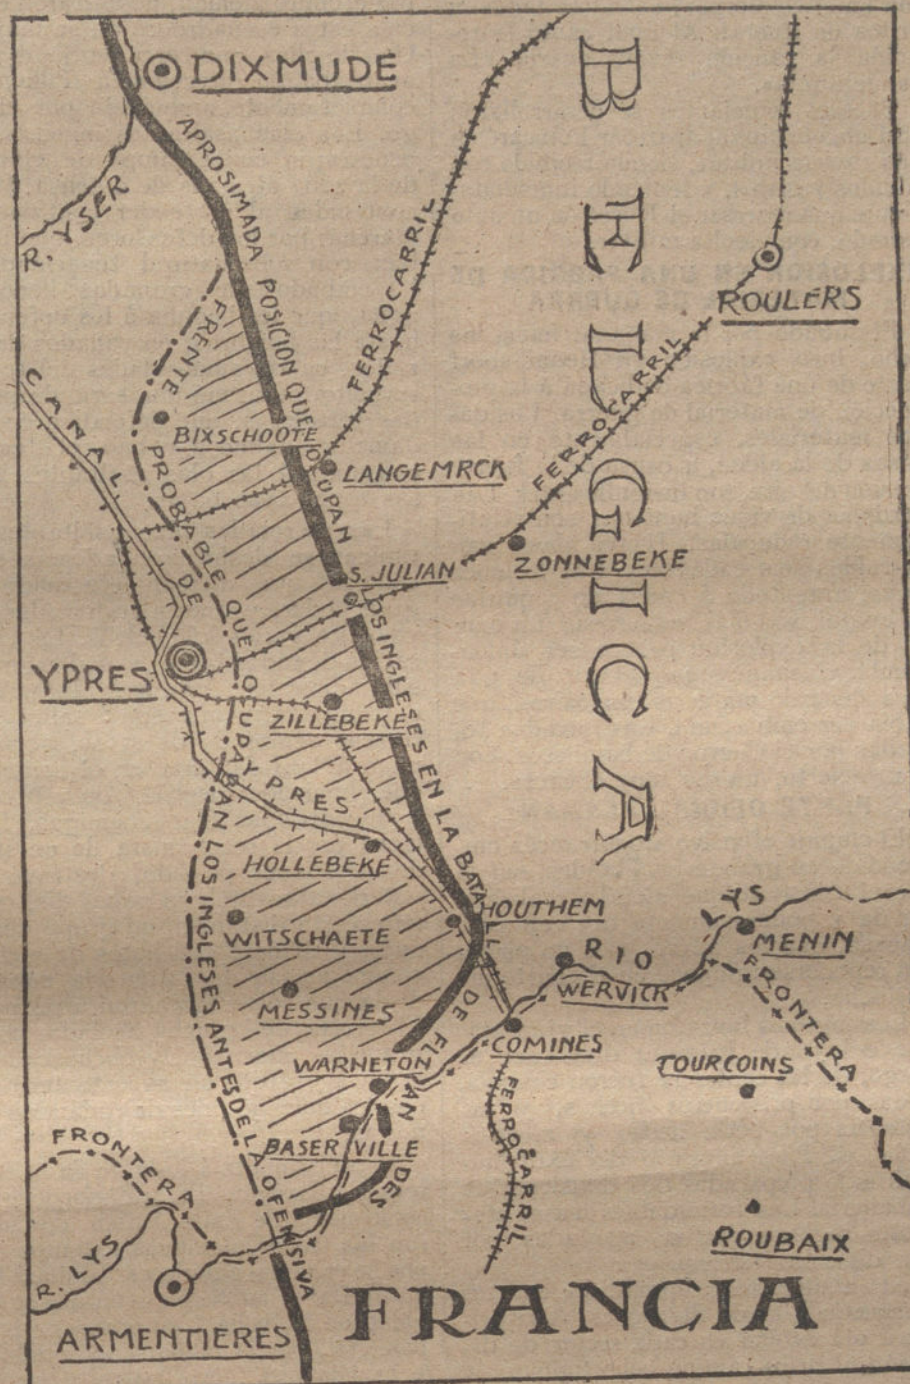 DIXMUDE
BELGICA
R. YSER
APROSIMADA POSICION QUE OCUPAN LOS INGLESES EN LA BATALLA DE FLANDES
FERROCARRIL
ROULERS
FRENTE PROBABLE QUE OCUPABAN LOS INGLESES ANTES DE LA OFENSIVA
CANAL DE YPRES
BIXSCHOOTE
LANGEMRCK
FERROCARRIL
S. JULIAN
ZONNEBEKE
YPRES
ZILLEBEKE
HOLLEBEKE
HOUTHEM
WITSCHAETE
RIO LYS
MENIN
WERVICK
MESSINES
COMINES
FRONTERA
WARNETON
TOURCOINS
BASERVILLE
FERROCARRIL
FRONTERA
ROUBAIX
R. LYS
ARMENTIERES
FRANCIA